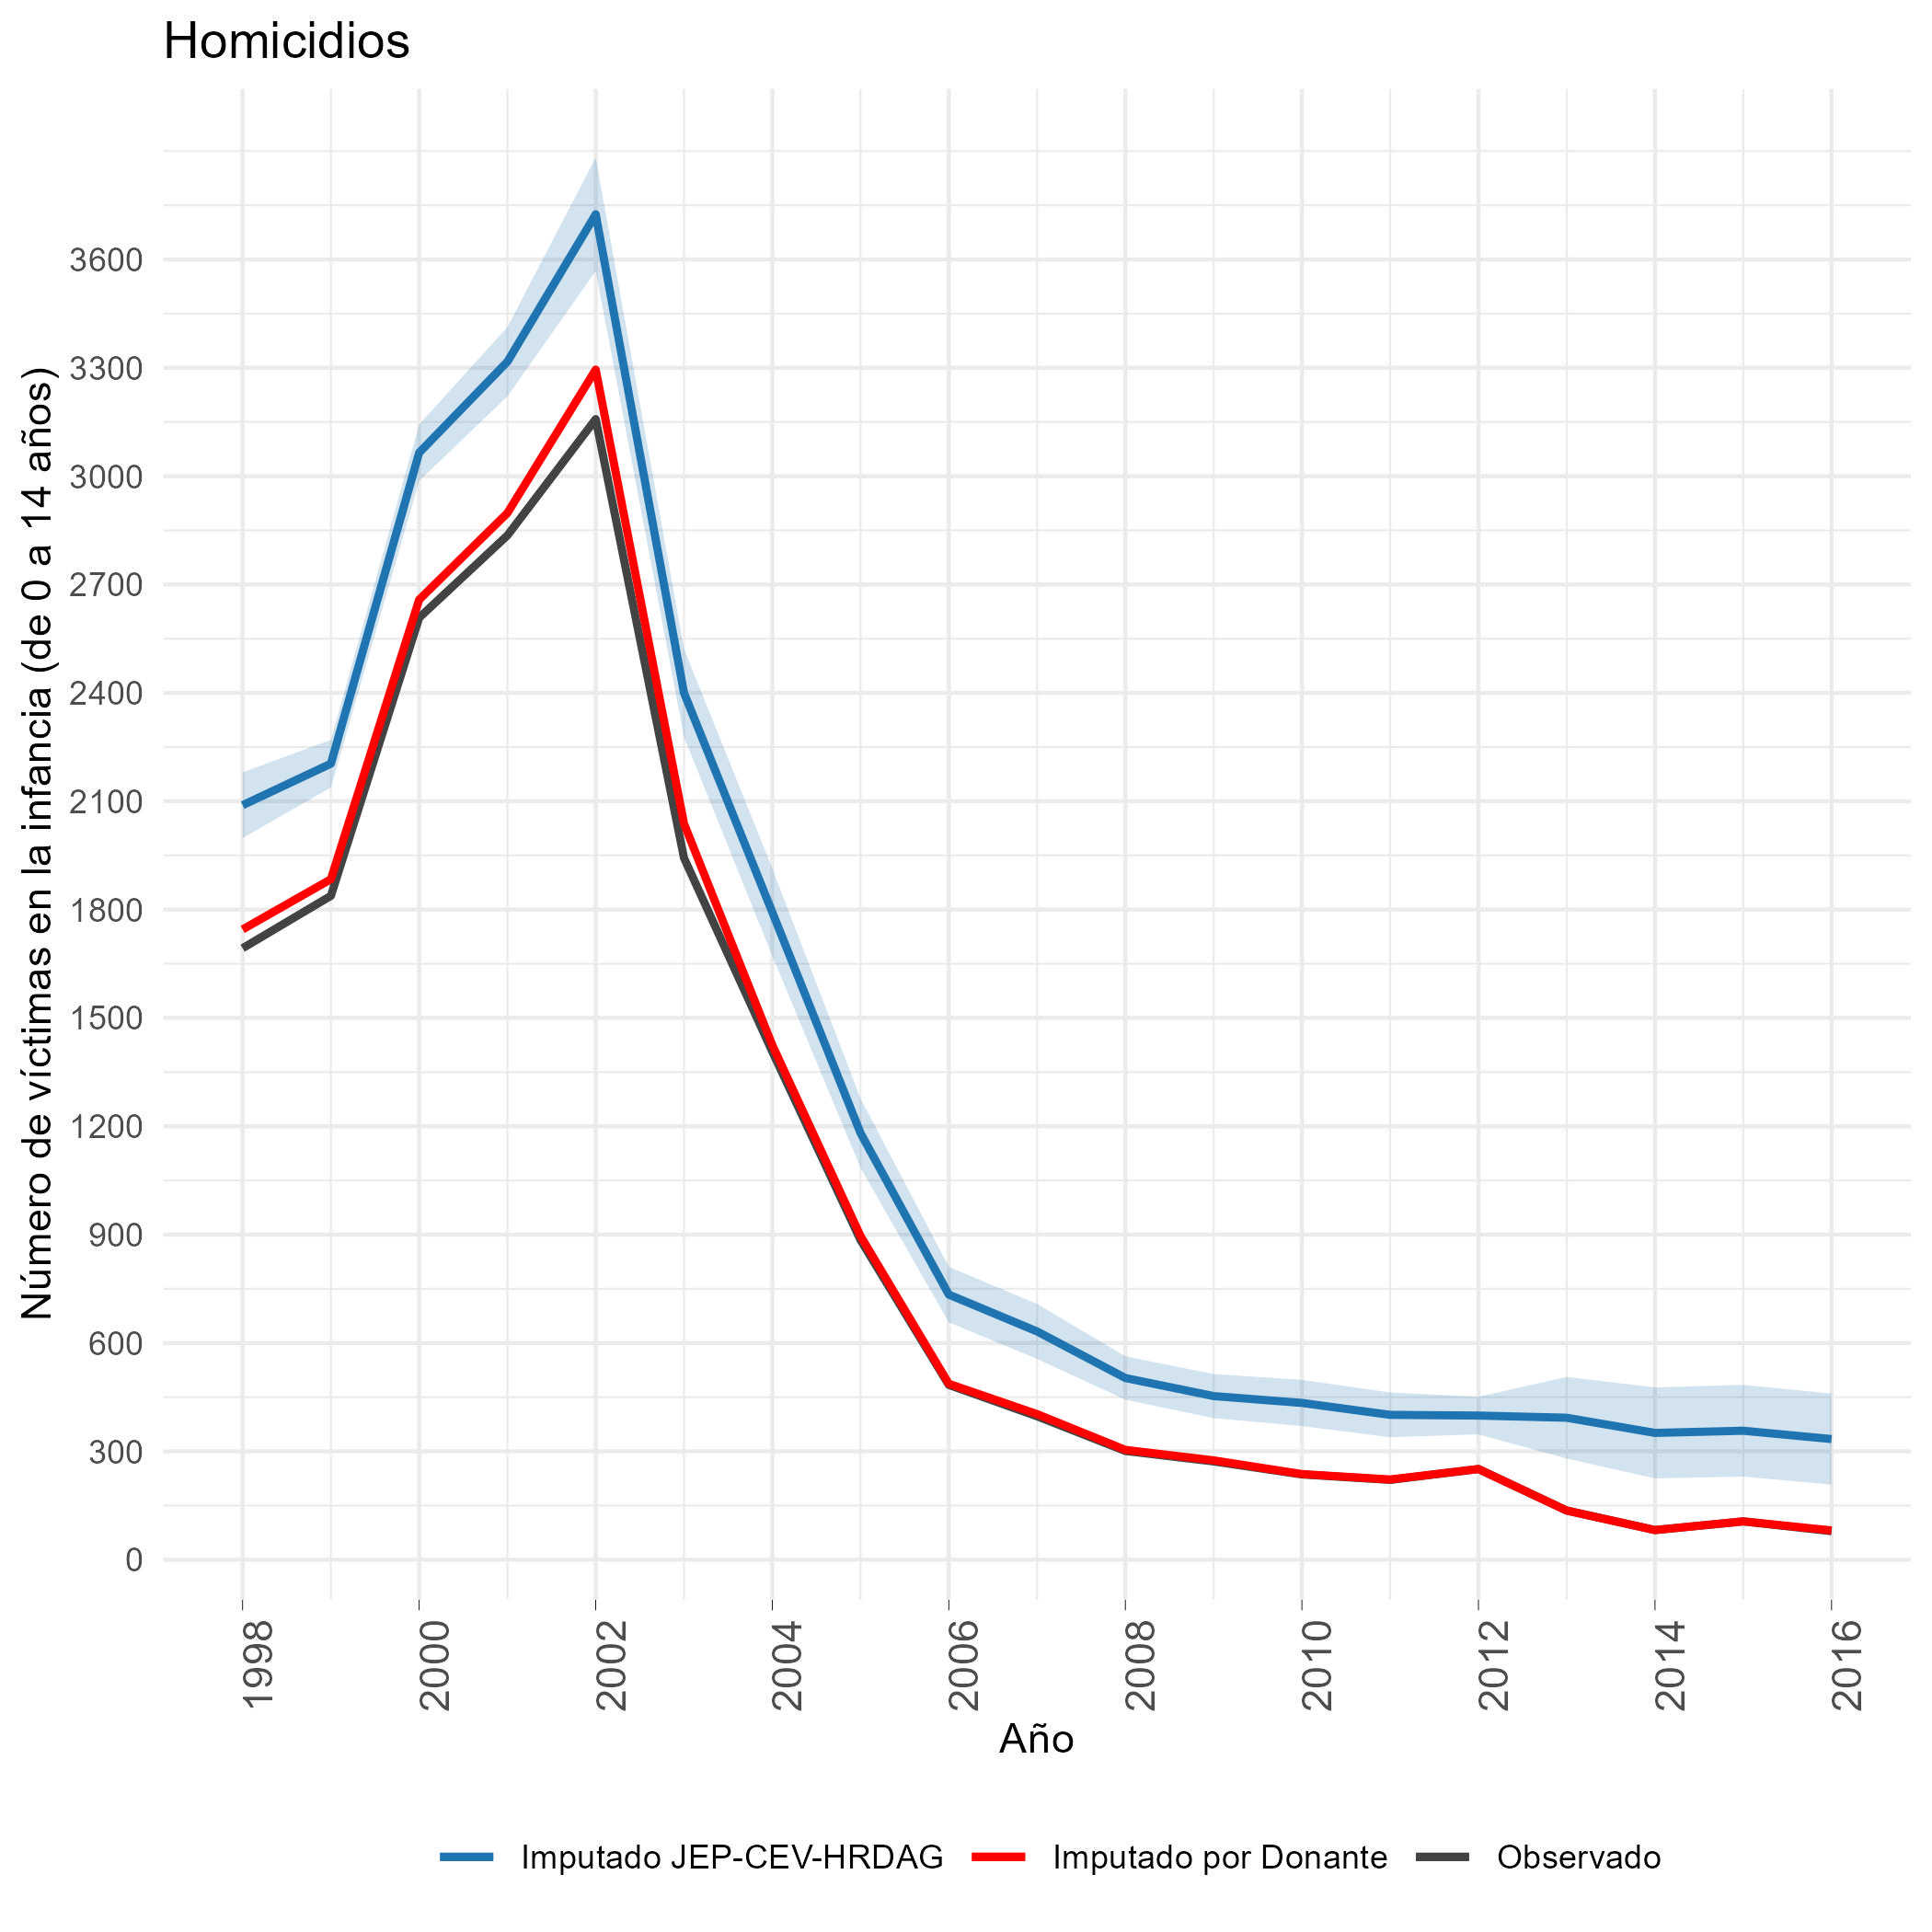 Homicidios
Número de víctimas en la infancia (de 0 a 14 años)
3600
3300
3000
2700
2400
2100
1800
1500
1200
900
600
300
0
1998 2000 2002 2004 2006 2008 2010 2012 2014 2016
Año
Imputado JEP-CEV-HRDAG Imputado por Donante Observado